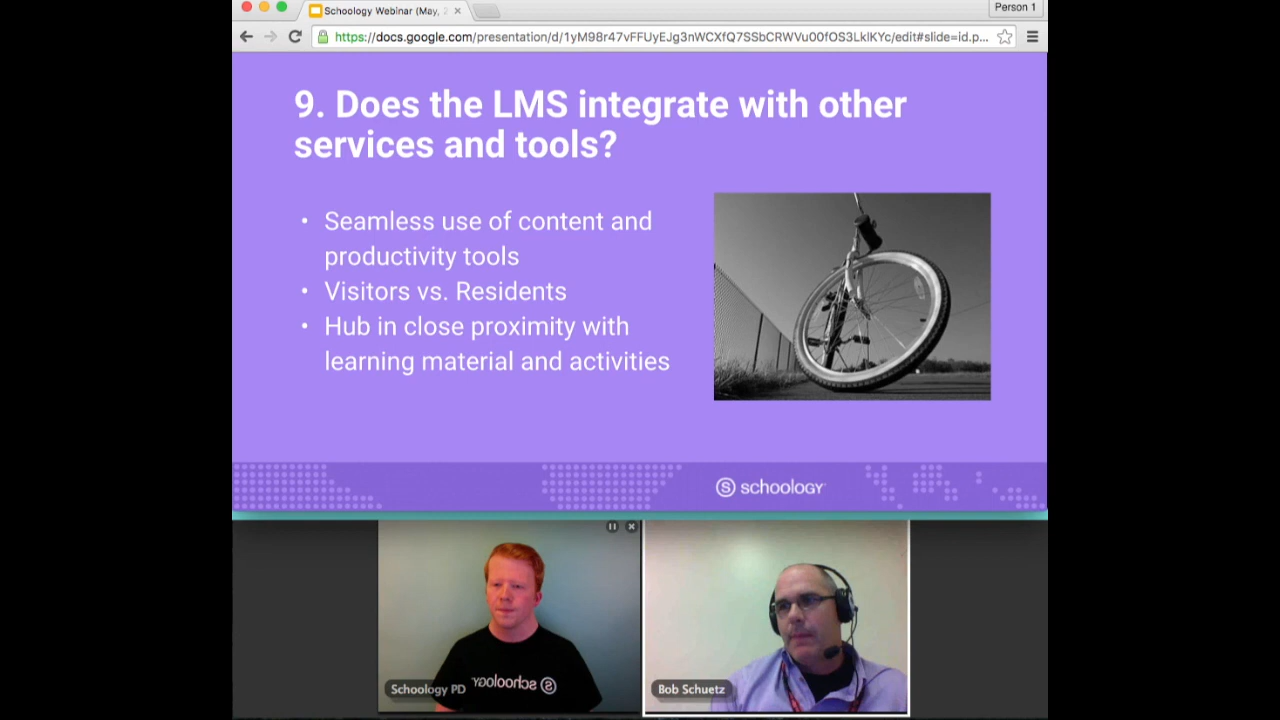 Schoology Webinar (May, 2
Person 1
https://docs.google.com/presentation/d/1yM98r47vFFUyEJg3nWCXfQ7SSbCRWVu00fOS3LklKYc/edit#slide=id.p...
9. Does the LMS integrate with other
services and tools?
• Seamless use of content and
productivity tools
• Visitors vs. Residents
• Hub in close proximity with
learning material and activities
S schoology
Schoology PD
schoology S
Bob Schuetz